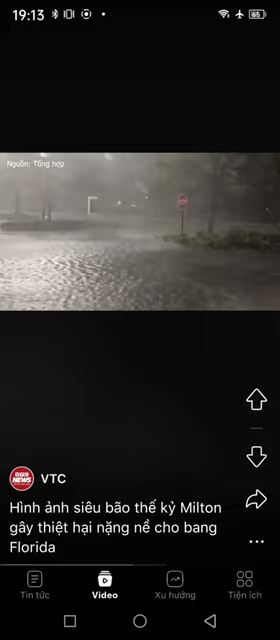 19:13
65
Nguồn: Tổng hợp
VTC NEWS
VTC
Hình ảnh siêu bão thế kỷ Milton
gây thiệt hại nặng nề cho bang
Florida
Tin tức
Video
Xu hướng
Tiện ích